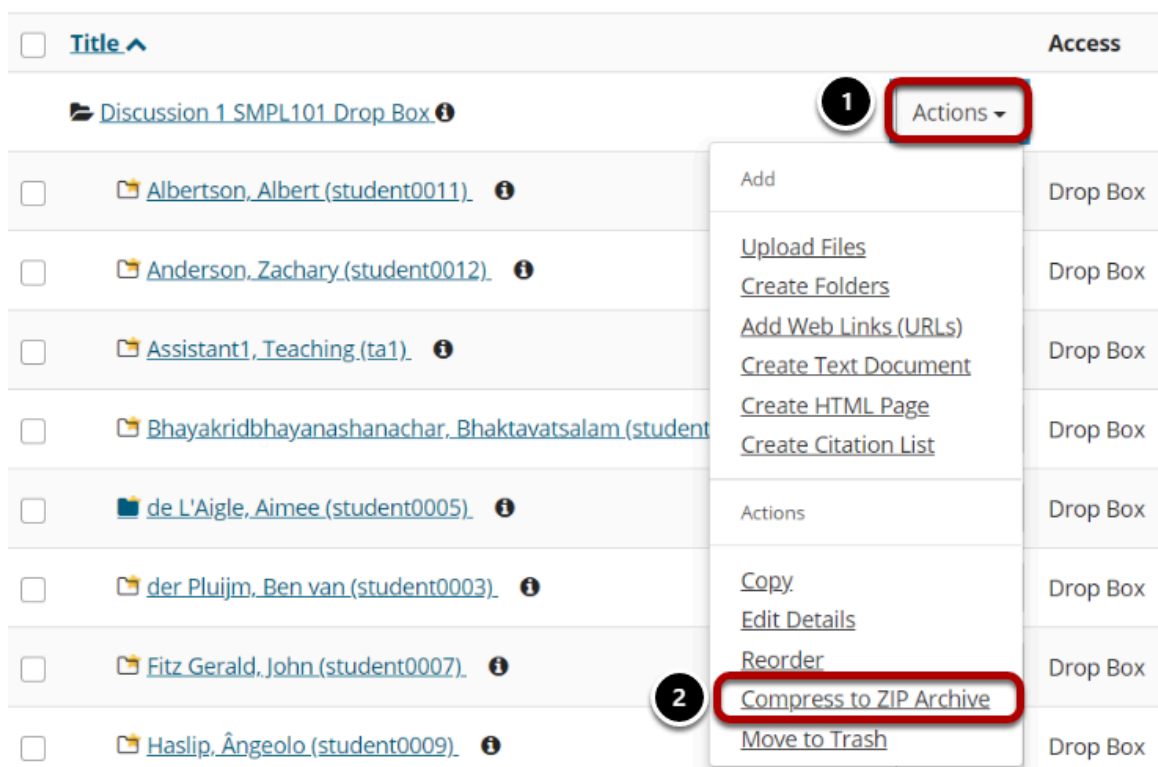 Title Access
Discussion 1 SMPL101 Drop Box 1 Actions
Albertson, Albert (student0011) Drop Box
Anderson, Zachary (student0012) Drop Box
Assistant1, Teaching (ta1) Drop Box
Bhayakridbhayanashanachar, Bhaktavatsalam (student Drop Box
de L'Aigle, Aimee (student0005) Drop Box
der Pluijm, Ben van (student0003) Drop Box
Fitz Gerald, John (student0007) Drop Box
Haslip, Ângeolo (student0009) Drop Box
Add
Upload Files
Create Folders
Add Web Links (URLs)
Create Text Document
Create HTML Page
Create Citation List
Actions
Copy
Edit Details
Reorder
2 Compress to ZIP Archive
Move to Trash